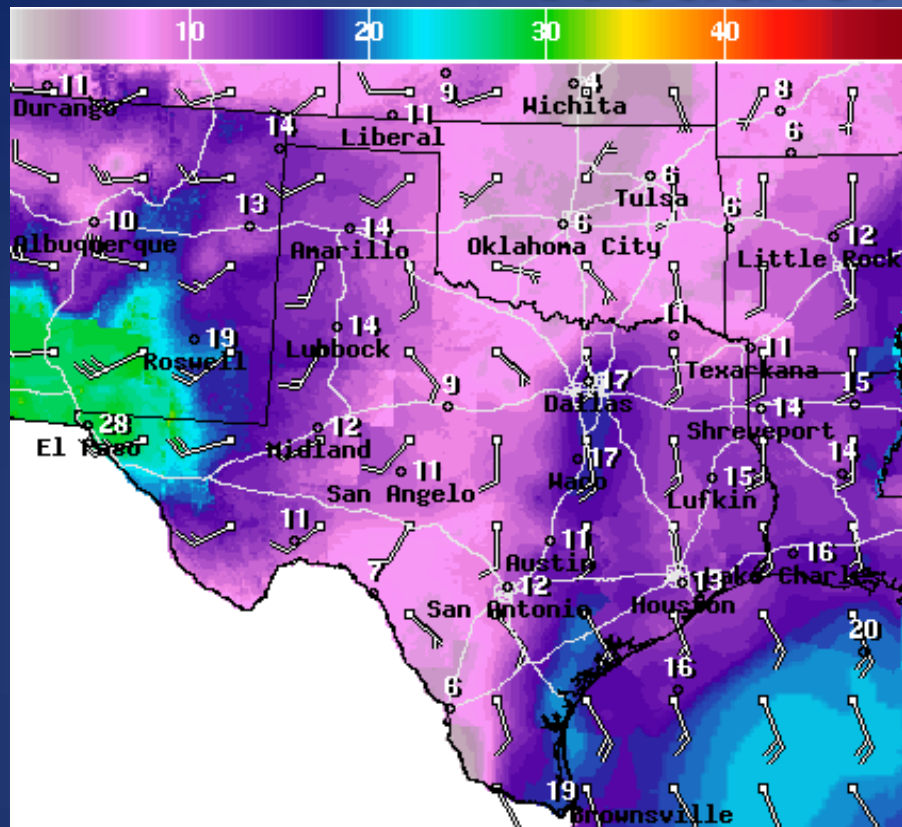 10 20 30 40
11 9 4 8
Durango Wichita
11
Liberal
14 6
6
Tulsa
10 13 14 6 6
Albuquerque Amarillo Oklahoma City 12
Little Rock
19 14 11
Roswell Lubbock 11
Texarkana
9 17 15
Dallas 14
28 12 Shreveport
El Paso Midland
11 17 15 14
San Angelo Waco Lufkin
11 11 16
Austin
7 12 13 Lake Charles
San Antonio Houston
20
16
6
19
Brownsville